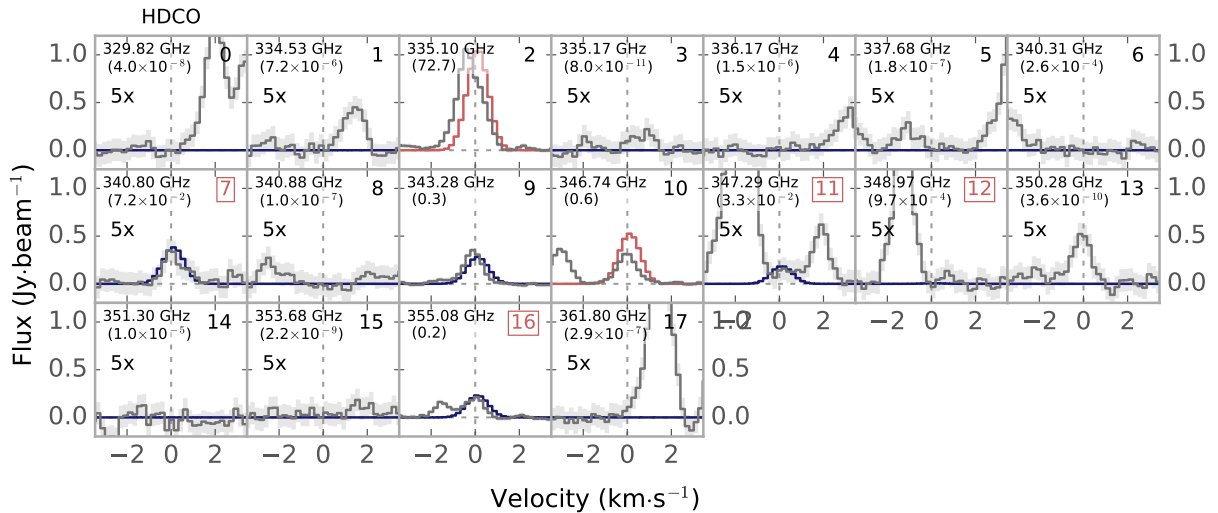 HDCO
1.0 329.82 GHz 0 334.53 GHz 1 335.10 GHz 2 335.17 GHz 3 336.17 GHz 4 337.68 GHz 5 340.31 GHz 6 1.0
(4.0×10⁻⁸) (7.2×10⁻⁶) (72.7) (8.0×10⁻¹¹) (1.5×10⁻⁶) (1.8×10⁻⁷) (2.6×10⁻⁴)
0.5 5x 5x 5x 5x 5x 5x 0.5
0.0 0.0
1.0 340.80 GHz 7 340.88 GHz 8 343.28 GHz 9 346.74 GHz 10 347.29 GHz 11 348.97 GHz 12 350.28 GHz 13 1.0
(7.2×10⁻²) (1.0×10⁻⁷) (0.3) (0.6) (3.3×10⁻²) (9.7×10⁻⁴) (3.6×10⁻¹⁰)
0.5 5x 5x 5x 5x 5x 0.5
0.0 0.0
1.0 351.30 GHz 14 353.68 GHz 15 355.08 GHz 16 361.80 GHz 17 −2 0 2 −2 0 2 −2 0 2
(1.0×10⁻⁵) (2.2×10⁻⁹) (0.2) (2.9×10⁻⁷)
0.5 5x 5x 5x 0.5
0.0 0.0
−2 0 2 −2 0 2 −2 0 2 −2 0 2
Velocity (km·s⁻¹)
Flux (Jy·beam⁻¹)